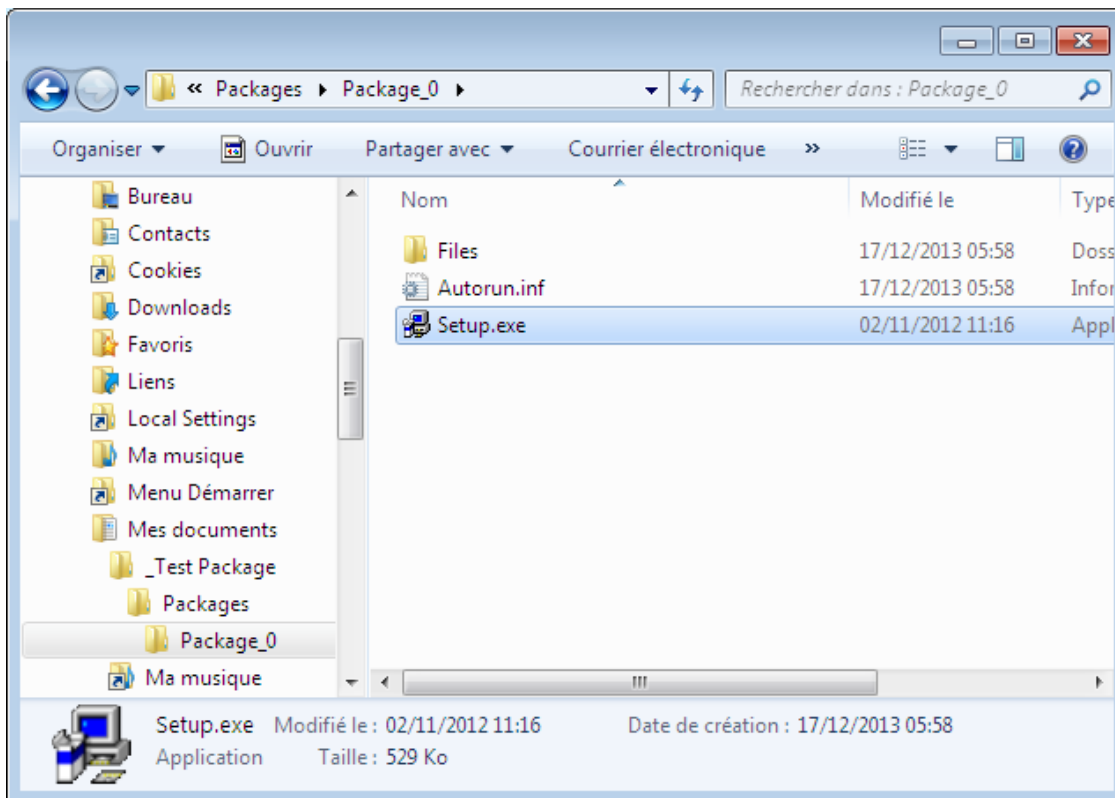 « Packages Package_0
Rechercher dans : Package_0
Organiser Ouvrir Partager avec Courrier électronique »
Bureau
Contacts
Cookies
Downloads
Favoris
Liens
Local Settings
Ma musique
Menu Démarrer
Mes documents
_Test Package
Packages
Package_0
Ma musique
Nom Modifié le Type
Files 17/12/2013 05:58 Doss
Autorun.inf 17/12/2013 05:58 Infor
Setup.exe 02/11/2012 11:16 Appl
Setup.exe Modifié le : 02/11/2012 11:16 Date de création : 17/12/2013 05:58
Application Taille : 529 Ko